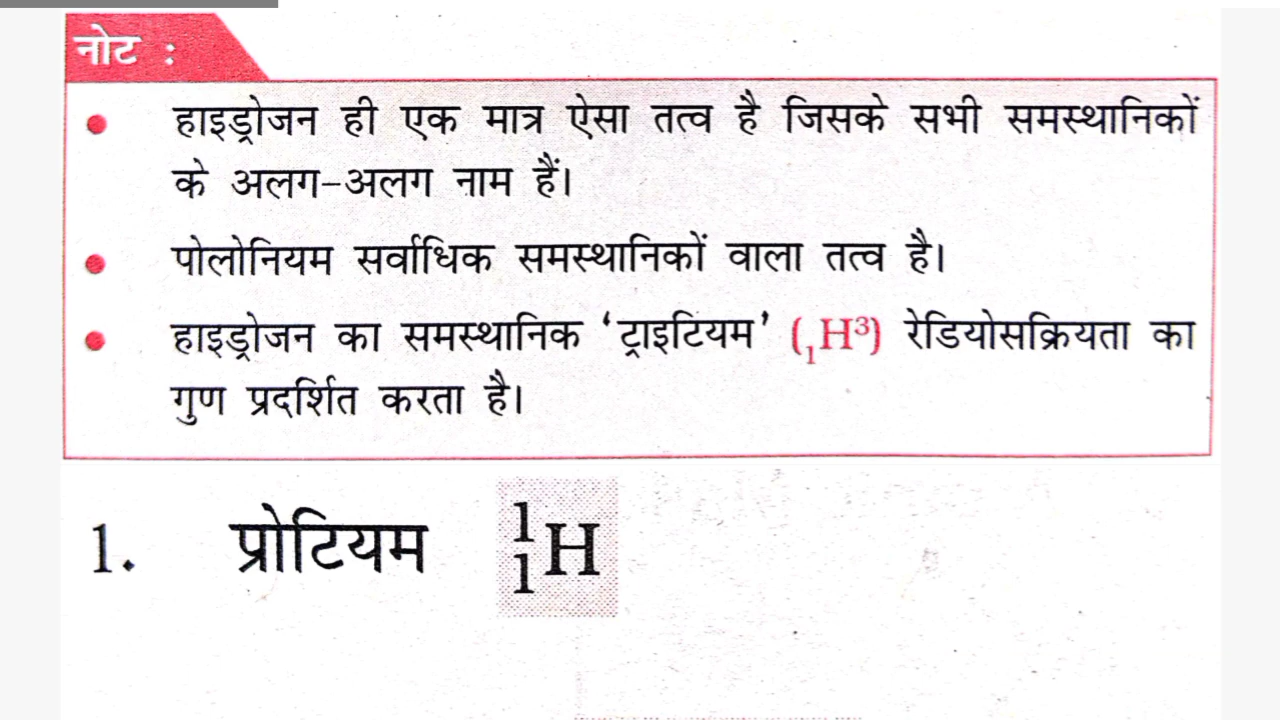 नोट :
• हाइड्रोजन ही एक मात्र ऐसा तत्व है जिसके सभी समस्थानिकों
के अलग-अलग नाम हैं।
• पोलोनियम सर्वाधिक समस्थानिकों वाला तत्व है।
• हाइड्रोजन का समस्थानिक ‘ट्राइटियम’ (₁H³) रेडियोसक्रियता का
गुण प्रदर्शित करता है।
1. प्रोटियम ¹₁H